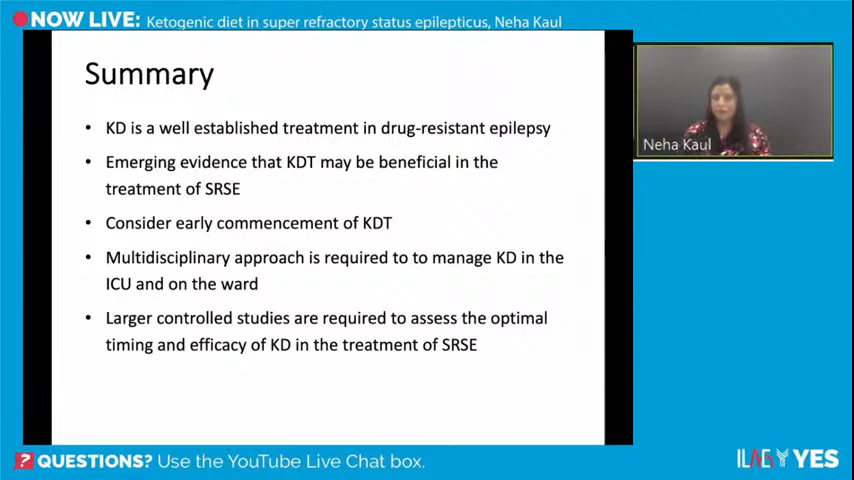 NOW LIVE: Ketogenic diet in super refractory status epilepticus, Neha Kaul
Summary
• KD is a well established treatment in drug-resistant epilepsy
• Emerging evidence that KDT may be beneficial in the
treatment of SRSE
• Consider early commencement of KDT
• Multidisciplinary approach is required to to manage KD in the
ICU and on the ward
• Larger controlled studies are required to assess the optimal
timing and efficacy of KD in the treatment of SRSE
Neha Kaul
? QUESTIONS? Use the YouTube Live Chat box.
ILAE YES